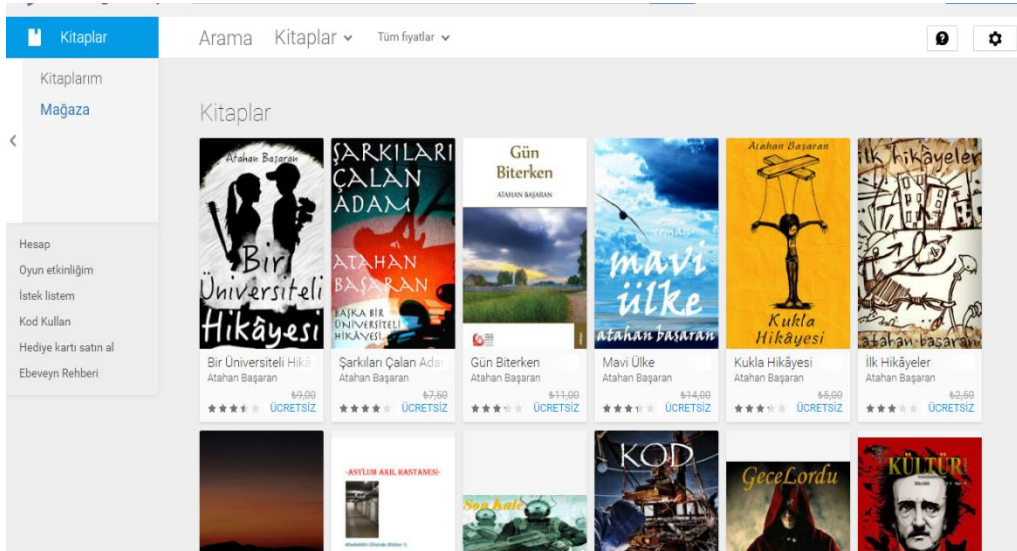 Kitaplar
Arama Kitaplar Tüm fiyatlar
Kitaplarım
Mağaza
Kitaplar
Hesap
Oyun etkinliğim
İstek listem
Kod Kullan
Hediye kartı satın al
Ebeveyn Rehberi
Atahan Başaran
Bir
Üniversiteli
Hikâyesi
ŞARKILARI
ÇALAN
ADAM
ATAHAN
BAŞARAN
BAŞKA BİR
ÜNİVERSİTELİ
HİKÂYESİ
Gün
Biterken
ATAHAN BAŞARAN
roman
mavi
ülke
atahan başaran
Atahan Başaran
Kukla
Hikâyesi
ilk hikâyeler
atahan başaran
Bir Üniversiteli Hikâ
Atahan Başaran
₺9,00
ÜCRETSİZ
Şarkıları Çalan Adar
Atahan Başaran
₺7,50
ÜCRETSİZ
Gün Biterken
Atahan Başaran
₺11,00
ÜCRETSİZ
Mavi Ülke
Atahan Başaran
₺14,00
ÜCRETSİZ
Kukla Hikâyesi
Atahan Başaran
₺5,00
ÜCRETSİZ
İlk Hikâyeler
Atahan Başaran
₺2,50
ÜCRETSİZ
-ASYLUM AKIL HASTANESİ-
Son Kale
KOD
GeceLordu
KÜLTÜR